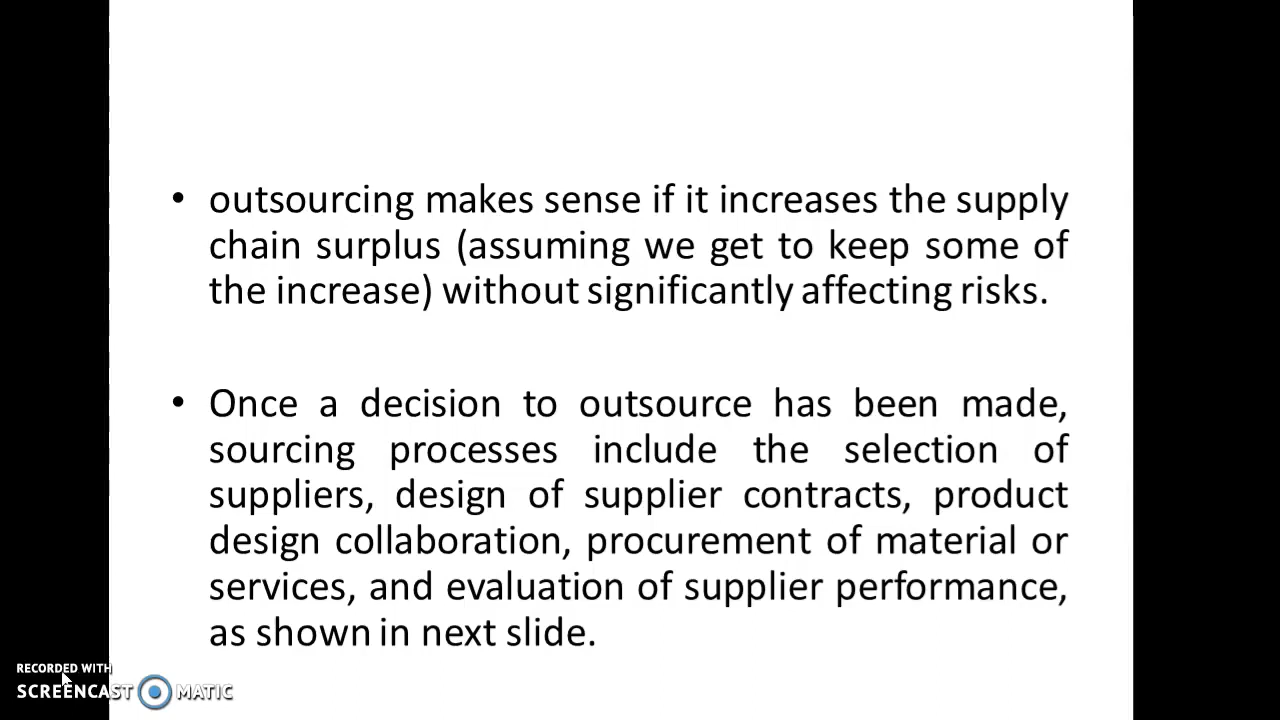 • outsourcing makes sense if it increases the supply
chain surplus (assuming we get to keep some of
the increase) without significantly affecting risks.
• Once a decision to outsource has been made,
sourcing processes include the selection of
suppliers, design of supplier contracts, product
design collaboration, procurement of material or
services, and evaluation of supplier performance,
as shown in next slide.
RECORDED WITH
SCREENCAST MATIC